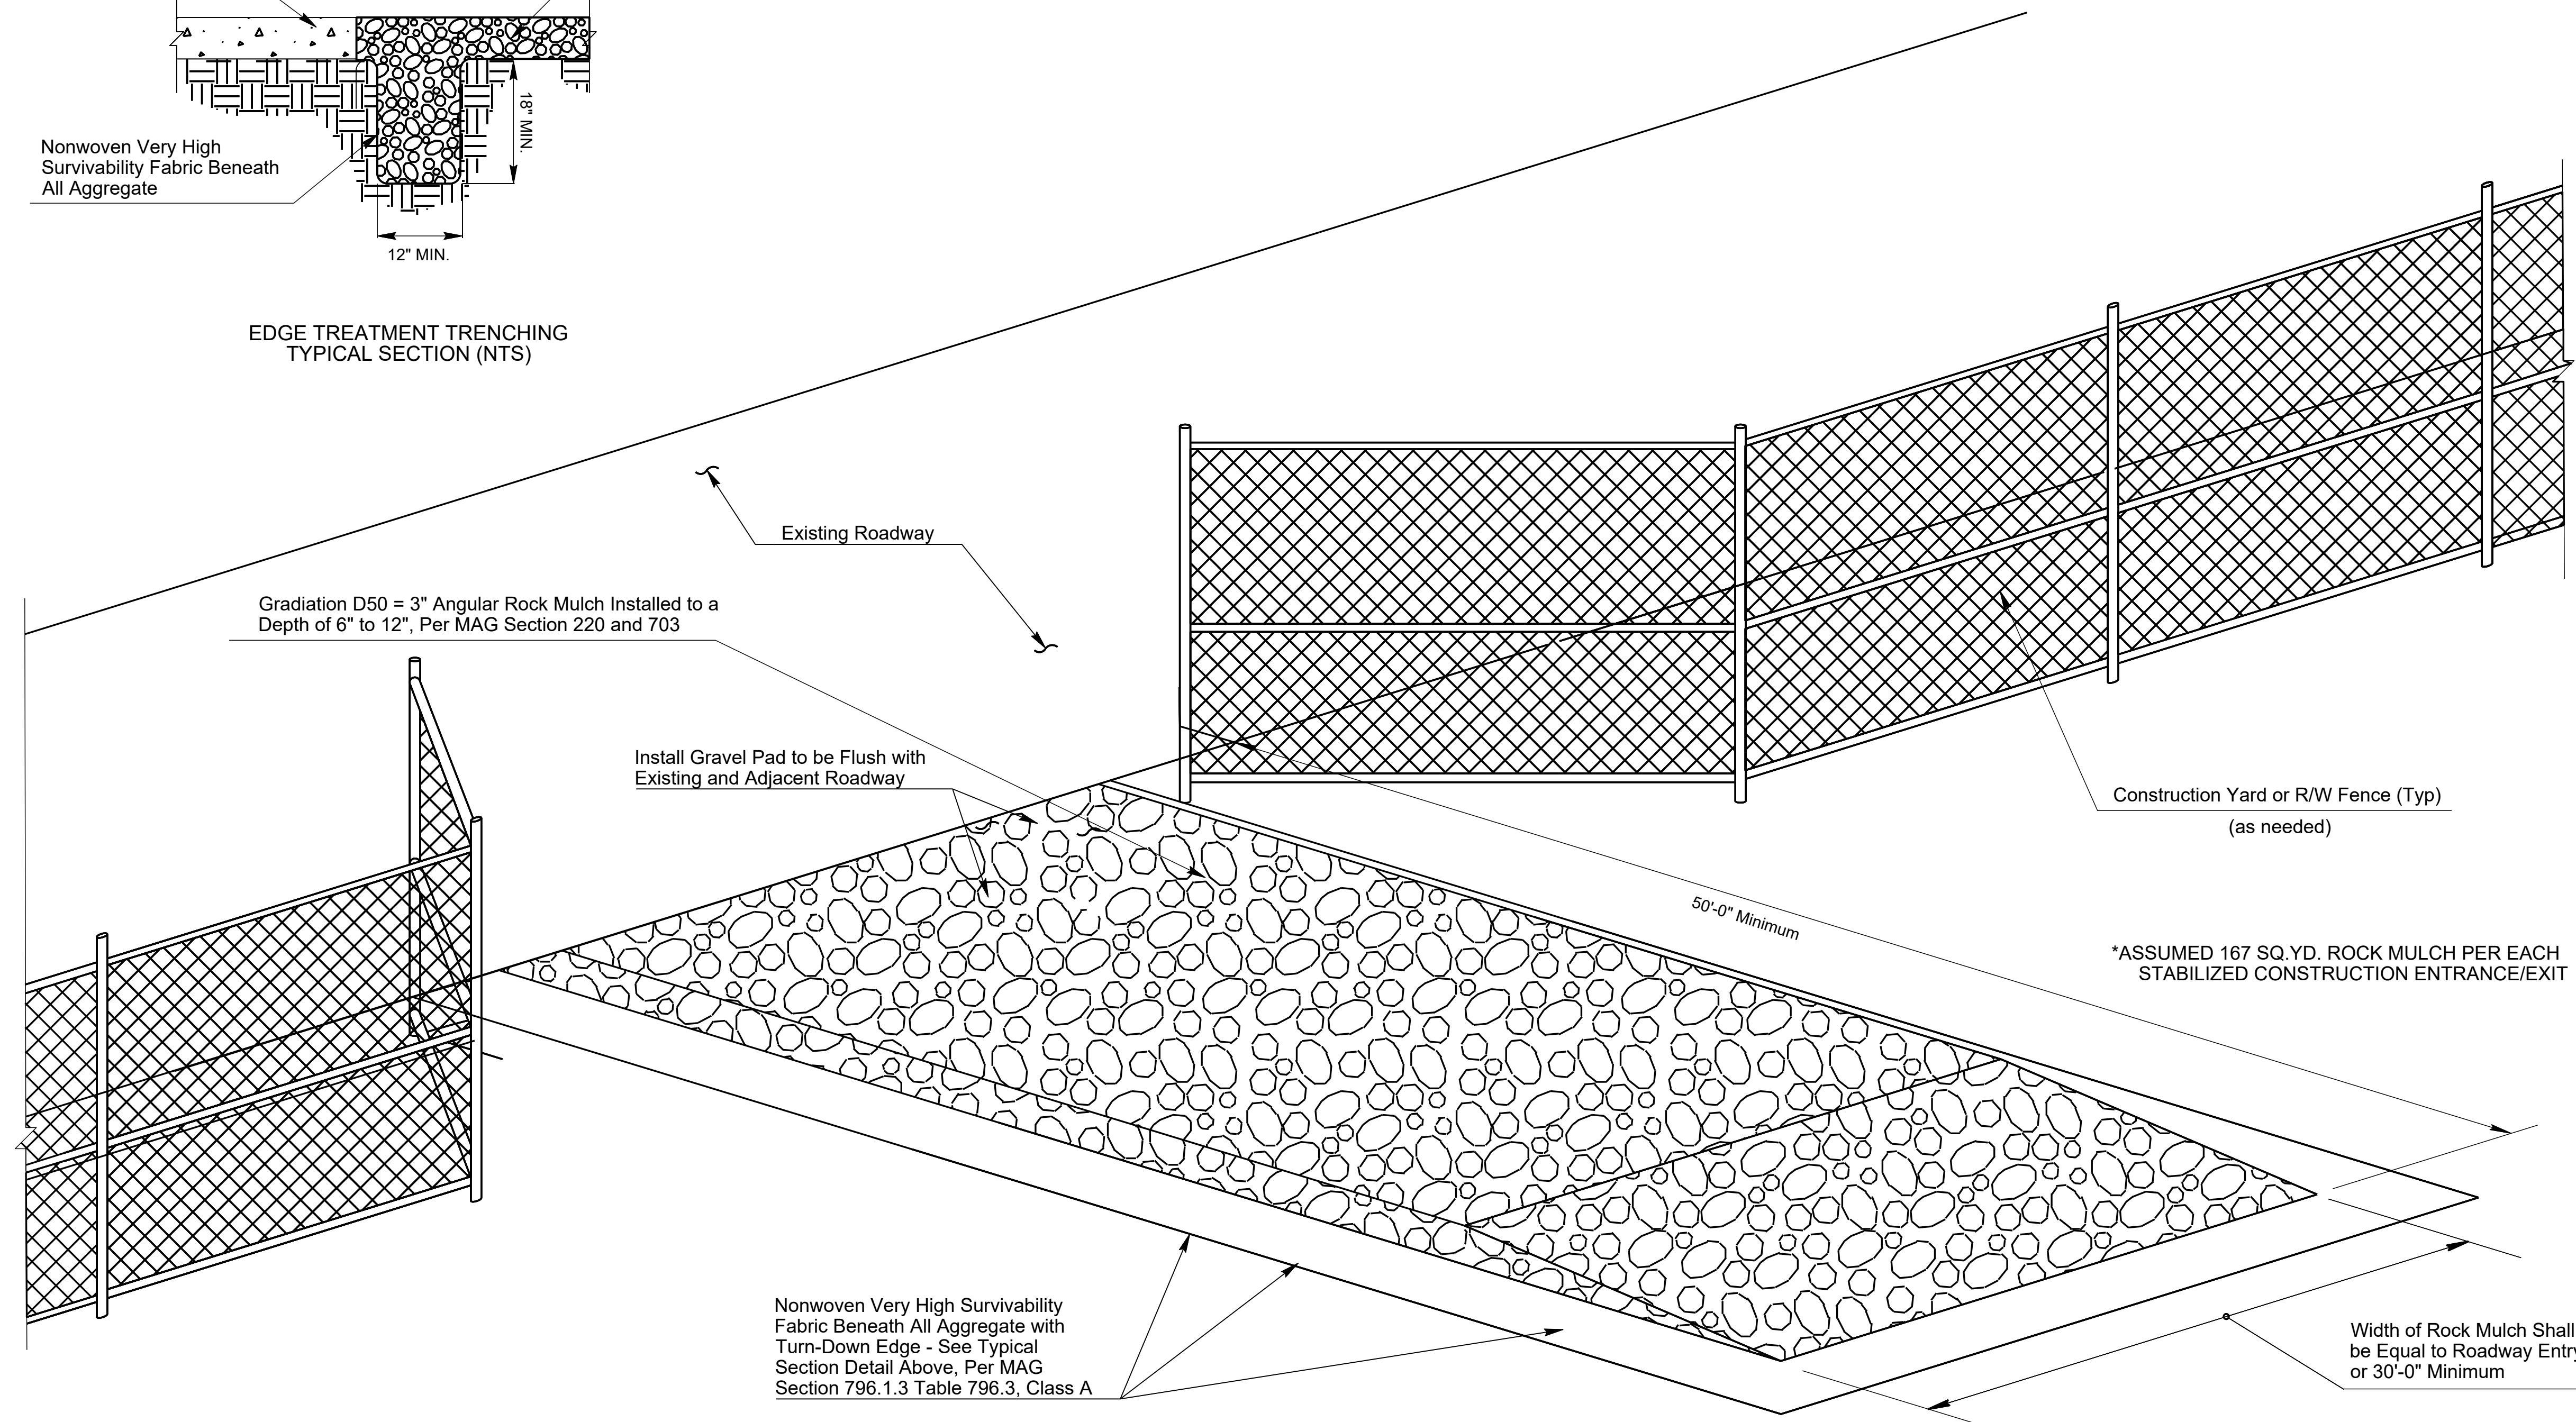 18" MIN.
Nonwoven Very High
Survivability Fabric Beneath
All Aggregate
12" MIN.
EDGE TREATMENT TRENCHING
TYPICAL SECTION (NTS)
Existing Roadway
Gradiation D50 = 3" Angular Rock Mulch Installed to a
Depth of 6" to 12", Per MAG Section 220 and 703
Install Gravel Pad to be Flush with
Existing and Adjacent Roadway
Construction Yard or R/W Fence (Typ)
(as needed)
50'-0" Minimum
*ASSUMED 167 SQ.YD. ROCK MULCH PER EACH
STABILIZED CONSTRUCTION ENTRANCE/EXIT
Nonwoven Very High Survivability
Fabric Beneath All Aggregate with
Turn-Down Edge - See Typical
Section Detail Above, Per MAG
Section 796.1.3 Table 796.3, Class A
Width of Rock Mulch Shall
be Equal to Roadway Entry
or 30'-0" Minimum